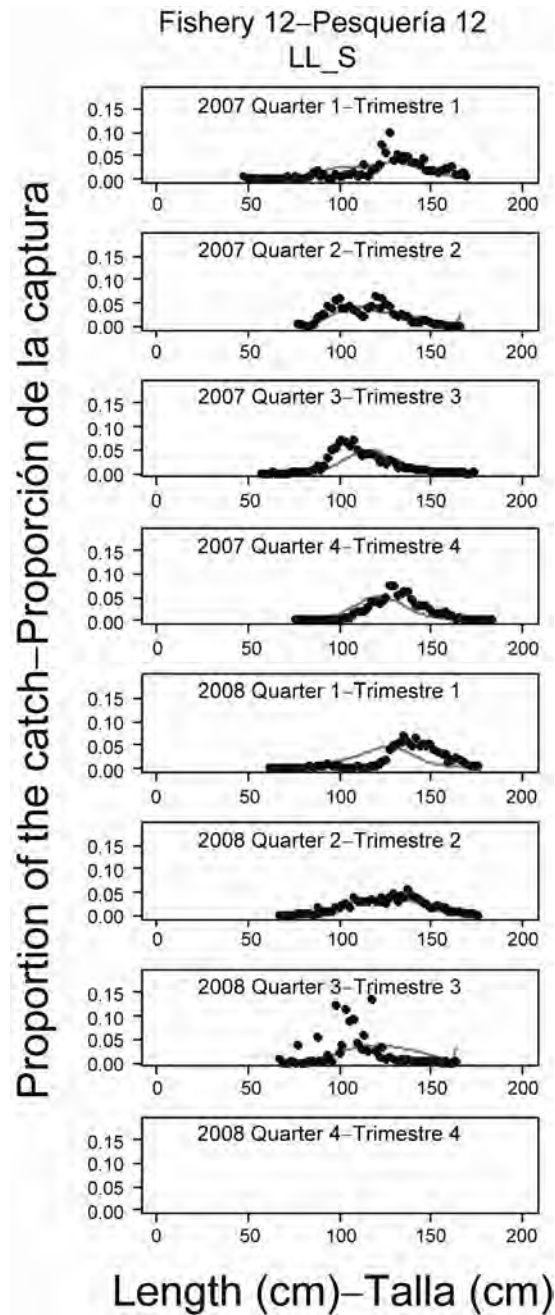 Fishery 12–Pesquería 12
LL_S
Proportion of the catch–Proporción de la captura
2007 Quarter 1–Trimestre 1
0.15
0.10
0.05
0.00
0 50 100 150 200
2007 Quarter 2–Trimestre 2
0.15
0.10
0.05
0.00
0 50 100 150 200
2007 Quarter 3–Trimestre 3
0.15
0.10
0.05
0.00
0 50 100 150 200
2007 Quarter 4–Trimestre 4
0.15
0.10
0.05
0.00
0 50 100 150 200
2008 Quarter 1–Trimestre 1
0.15
0.10
0.05
0.00
0 50 100 150 200
2008 Quarter 2–Trimestre 2
0.15
0.10
0.05
0.00
0 50 100 150 200
2008 Quarter 3–Trimestre 3
0.15
0.10
0.05
0.00
0 50 100 150 200
2008 Quarter 4–Trimestre 4
0.15
0.10
0.05
0.00
0 50 100 150 200
Length (cm)–Talla (cm)